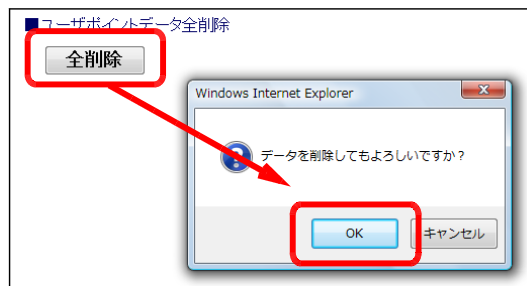 ■ユーザポイントデータ全削除
全削除
Windows Internet Explorer
データを削除してもよろしいですか？
OK
キャンセル